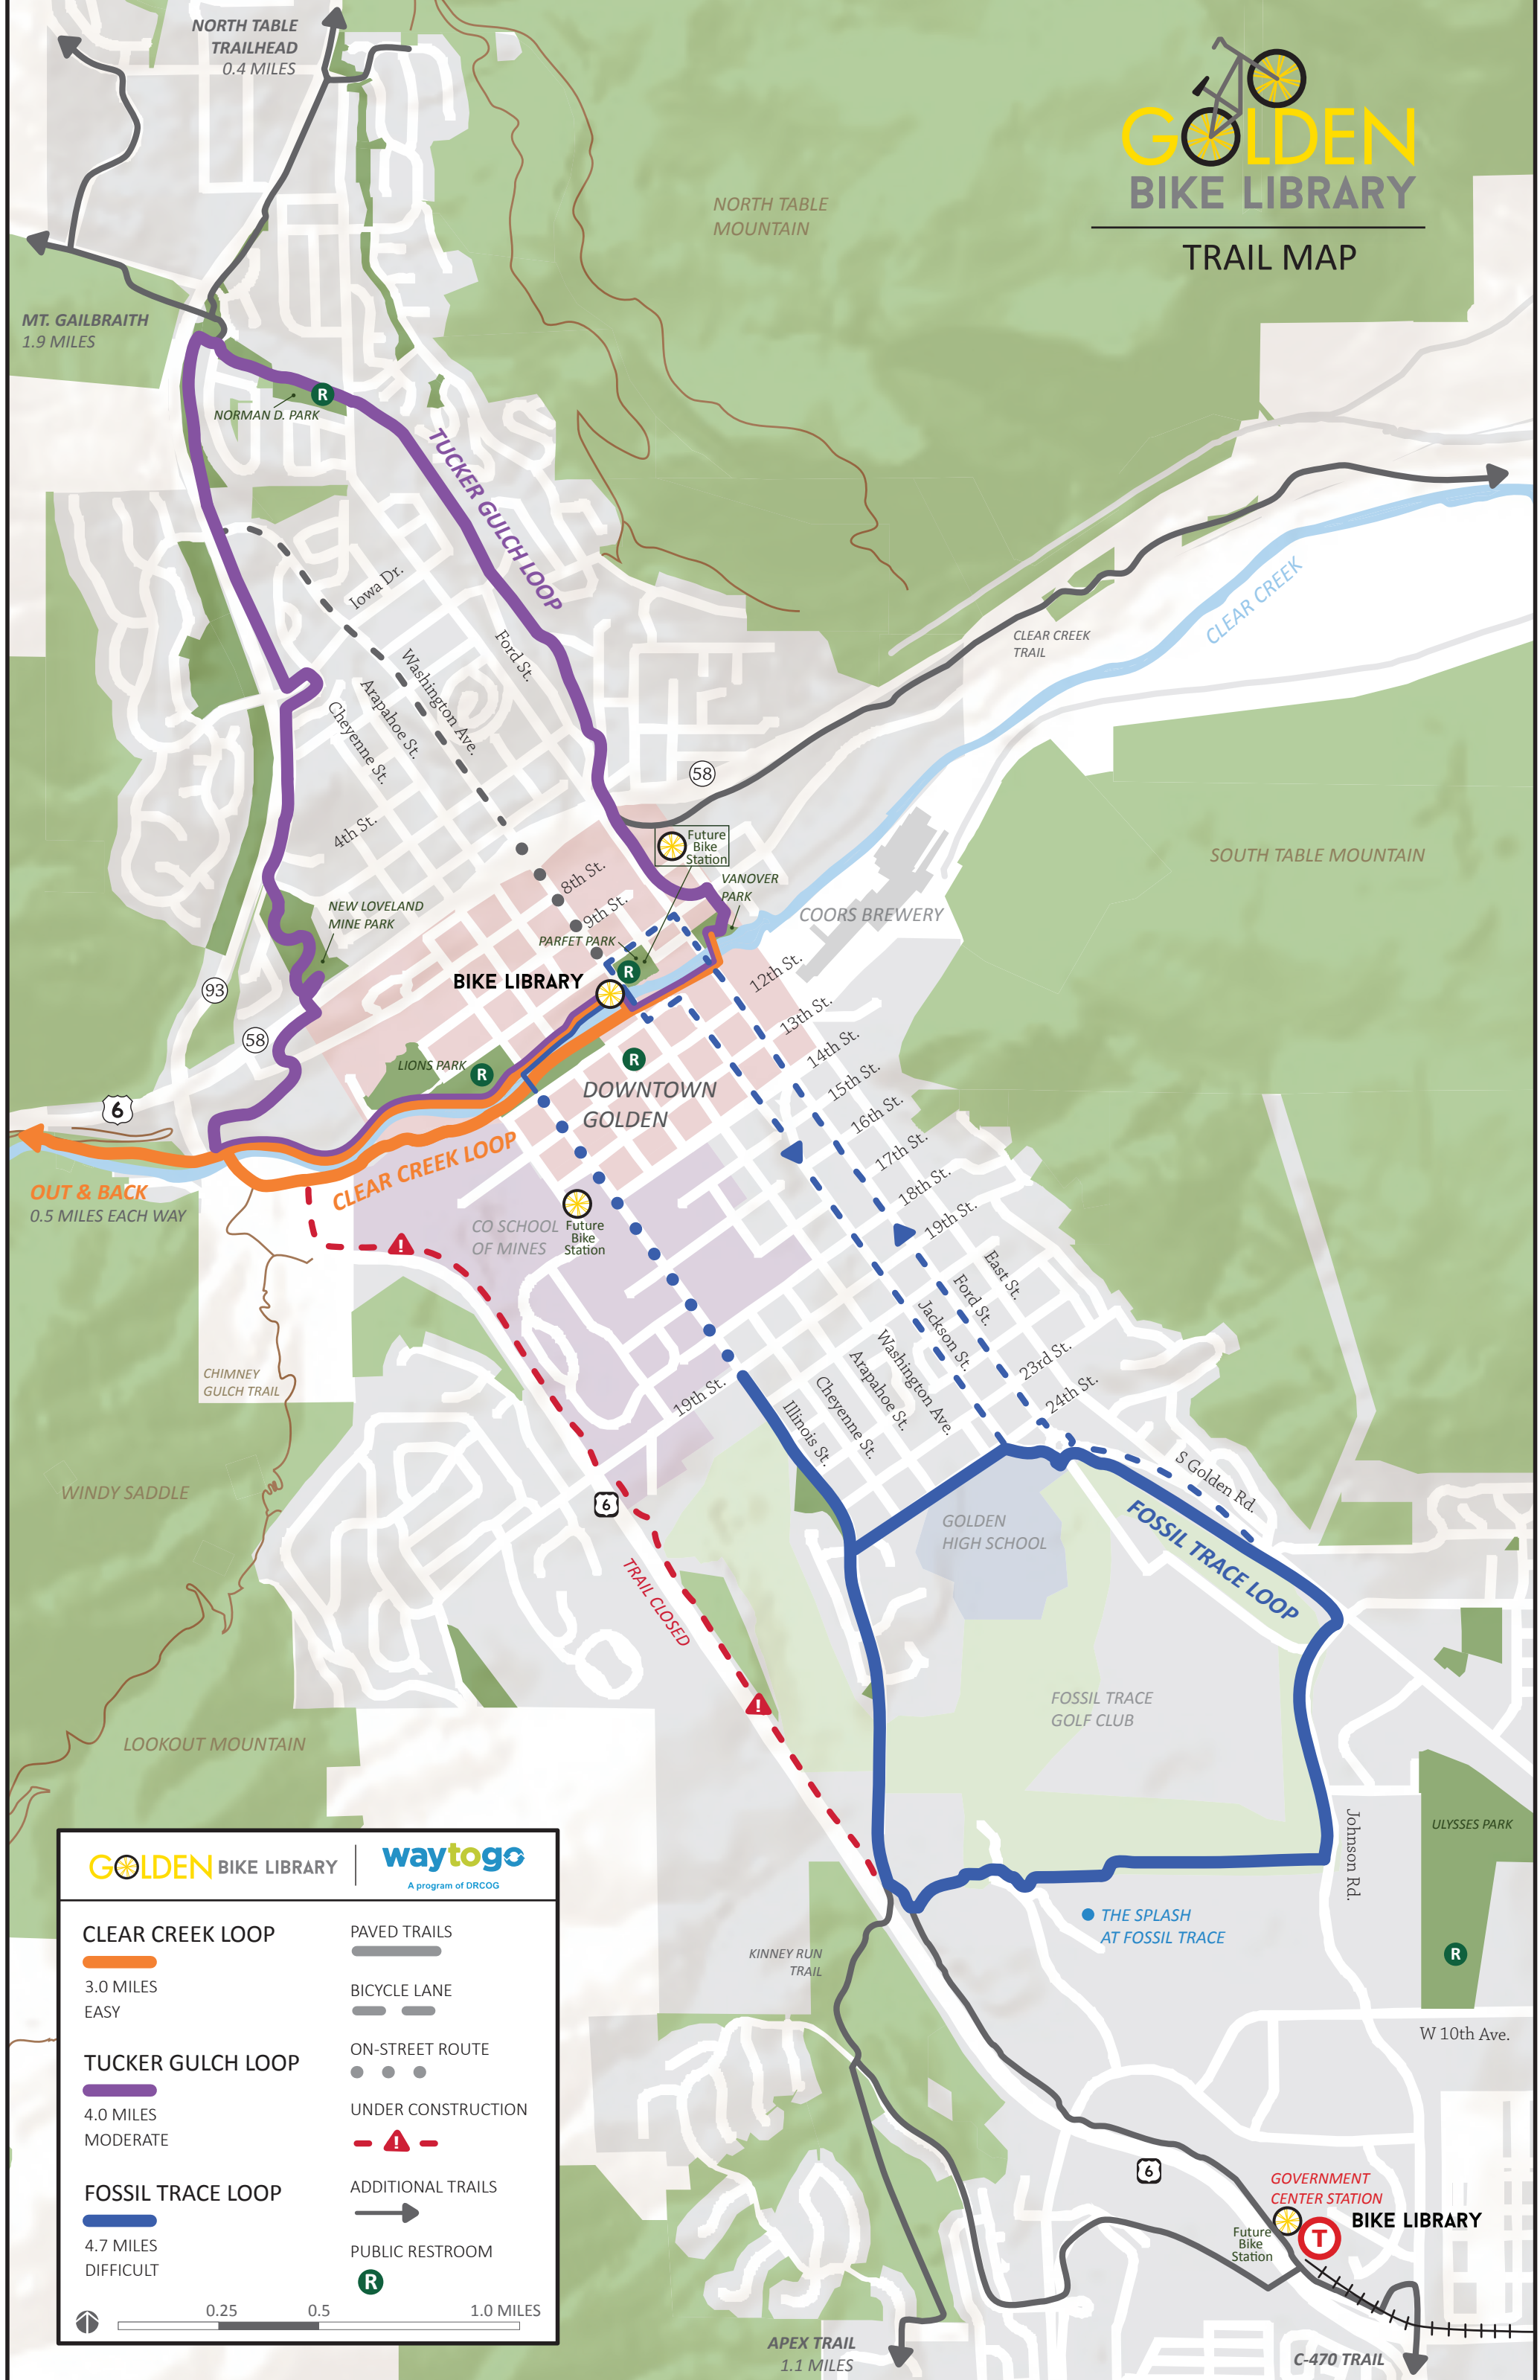 NORTH TABLE
TRAILHEAD
0.4 MILES
GOLDEN
BIKE LIBRARY
TRAIL MAP
NORTH TABLE
MOUNTAIN
MT. GAILBRAITH
1.9 MILES
R
NORMAN D. PARK
TUCKER GULCH LOOP
CLEAR CREEK
CLEAR CREEK
TRAIL
Iowa Dr.
Ford St.
Washington Ave.
Arapahoe St.
Cheyenne St.
58
4th St.
Future
Bike
Station
SOUTH TABLE MOUNTAIN
8th St.
VANOVER
PARK
9th St.
NEW LOVELAND
MINE PARK
COORS BREWERY
PARFET PARK
R
BIKE LIBRARY
12th St.
93
13th St.
58
14th St.
LIONS PARK
R
R
15th St.
DOWNTOWN
GOLDEN
6
16th St.
17th St.
CLEAR CREEK LOOP
18th St.
OUT & BACK
0.5 MILES EACH WAY
19th St.
CO SCHOOL
OF MINES
Future
Bike
Station
!
East St.
Ford St.
Jackson St.
Washington Ave.
Arapahoe St.
Cheyenne St.
Illinois St.
23rd St.
24th St.
CHIMNEY
GULCH TRAIL
19th St.
S Golden Rd.
WINDY SADDLE
6
GOLDEN
HIGH SCHOOL
FOSSIL TRACE LOOP
TRAIL CLOSED
!
FOSSIL TRACE
GOLF CLUB
LOOKOUT MOUNTAIN
Johnson Rd.
ULYSSES PARK
THE SPLASH
AT FOSSIL TRACE
R
KINNEY RUN
TRAIL
W 10th Ave.
6
GOVERNMENT
CENTER STATION
BIKE LIBRARY
T
Future
Bike
Station
APEX TRAIL
1.1 MILES
C-470 TRAIL
GOLDEN BIKE LIBRARY
waytogo
A program of DRCOG
CLEAR CREEK LOOP
3.0 MILES
EASY
TUCKER GULCH LOOP
4.0 MILES
MODERATE
FOSSIL TRACE LOOP
4.7 MILES
DIFFICULT
PAVED TRAILS
BICYCLE LANE
ON-STREET ROUTE
UNDER CONSTRUCTION
!
ADDITIONAL TRAILS
PUBLIC RESTROOM
R
0.25 0.5 1.0 MILES